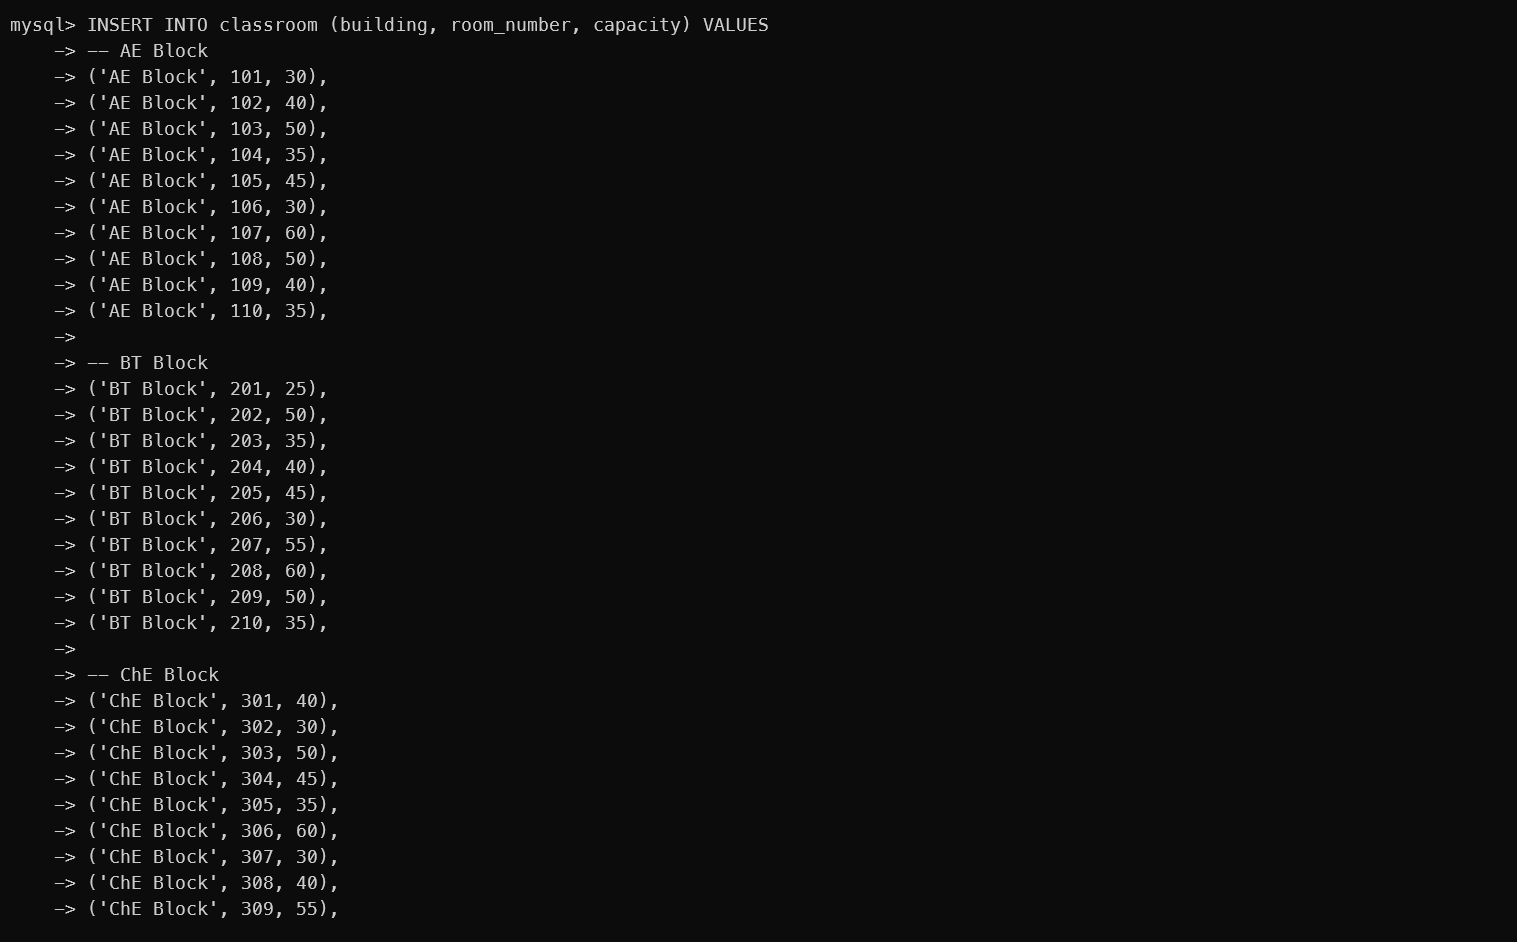 mysql> INSERT INTO classroom (building, room_number, capacity) VALUES
    -> -- AE Block
    -> ('AE Block', 101, 30),
    -> ('AE Block', 102, 40),
    -> ('AE Block', 103, 50),
    -> ('AE Block', 104, 35),
    -> ('AE Block', 105, 45),
    -> ('AE Block', 106, 30),
    -> ('AE Block', 107, 60),
    -> ('AE Block', 108, 50),
    -> ('AE Block', 109, 40),
    -> ('AE Block', 110, 35),
    ->
    -> -- BT Block
    -> ('BT Block', 201, 25),
    -> ('BT Block', 202, 50),
    -> ('BT Block', 203, 35),
    -> ('BT Block', 204, 40),
    -> ('BT Block', 205, 45),
    -> ('BT Block', 206, 30),
    -> ('BT Block', 207, 55),
    -> ('BT Block', 208, 60),
    -> ('BT Block', 209, 50),
    -> ('BT Block', 210, 35),
    ->
    -> -- ChE Block
    -> ('ChE Block', 301, 40),
    -> ('ChE Block', 302, 30),
    -> ('ChE Block', 303, 50),
    -> ('ChE Block', 304, 45),
    -> ('ChE Block', 305, 35),
    -> ('ChE Block', 306, 60),
    -> ('ChE Block', 307, 30),
    -> ('ChE Block', 308, 40),
    -> ('ChE Block', 309, 55),